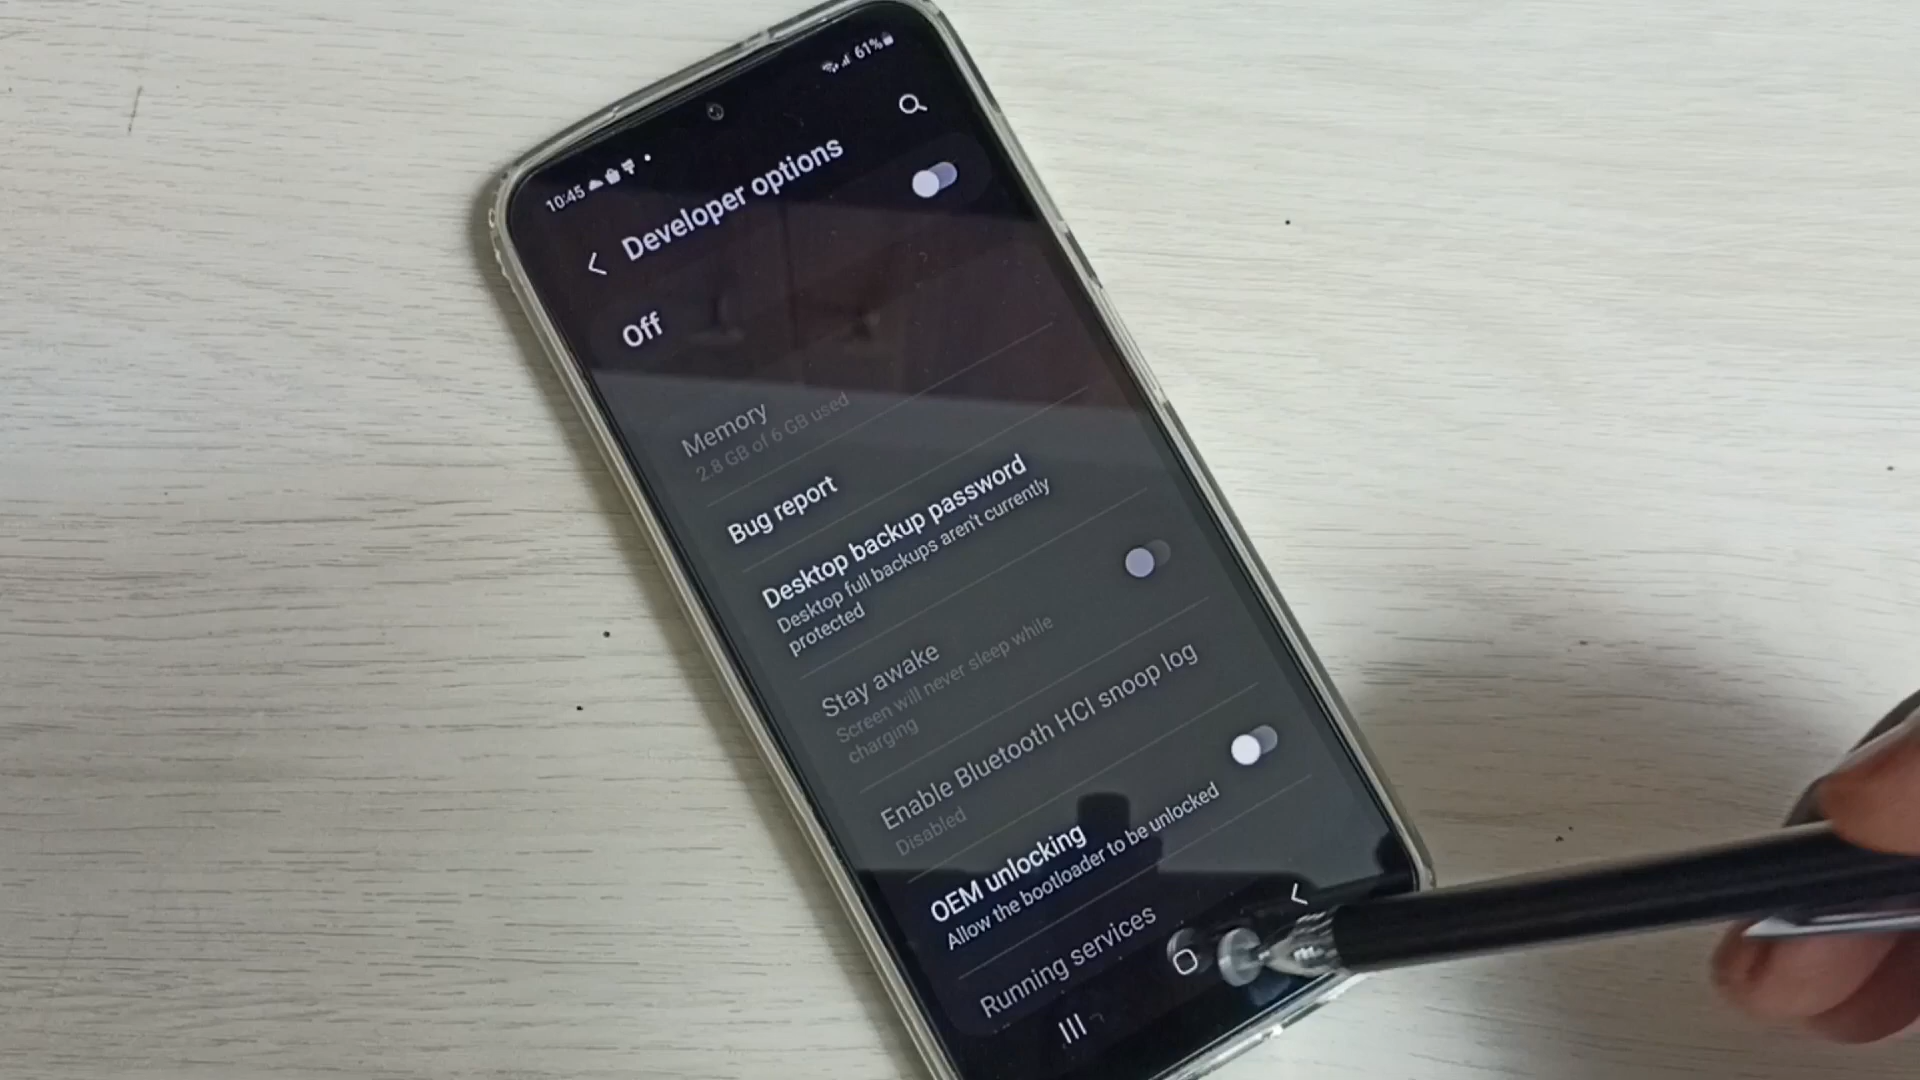 10:45
61%
Developer options
Off
Memory
2.8 GB of 6 GB used
Bug report
Desktop backup password
Desktop full backups aren't currently
protected
Stay awake
Screen will never sleep while
charging
Enable Bluetooth HCI snoop log
Disabled
OEM unlocking
Allow the bootloader to be unlocked
Running services